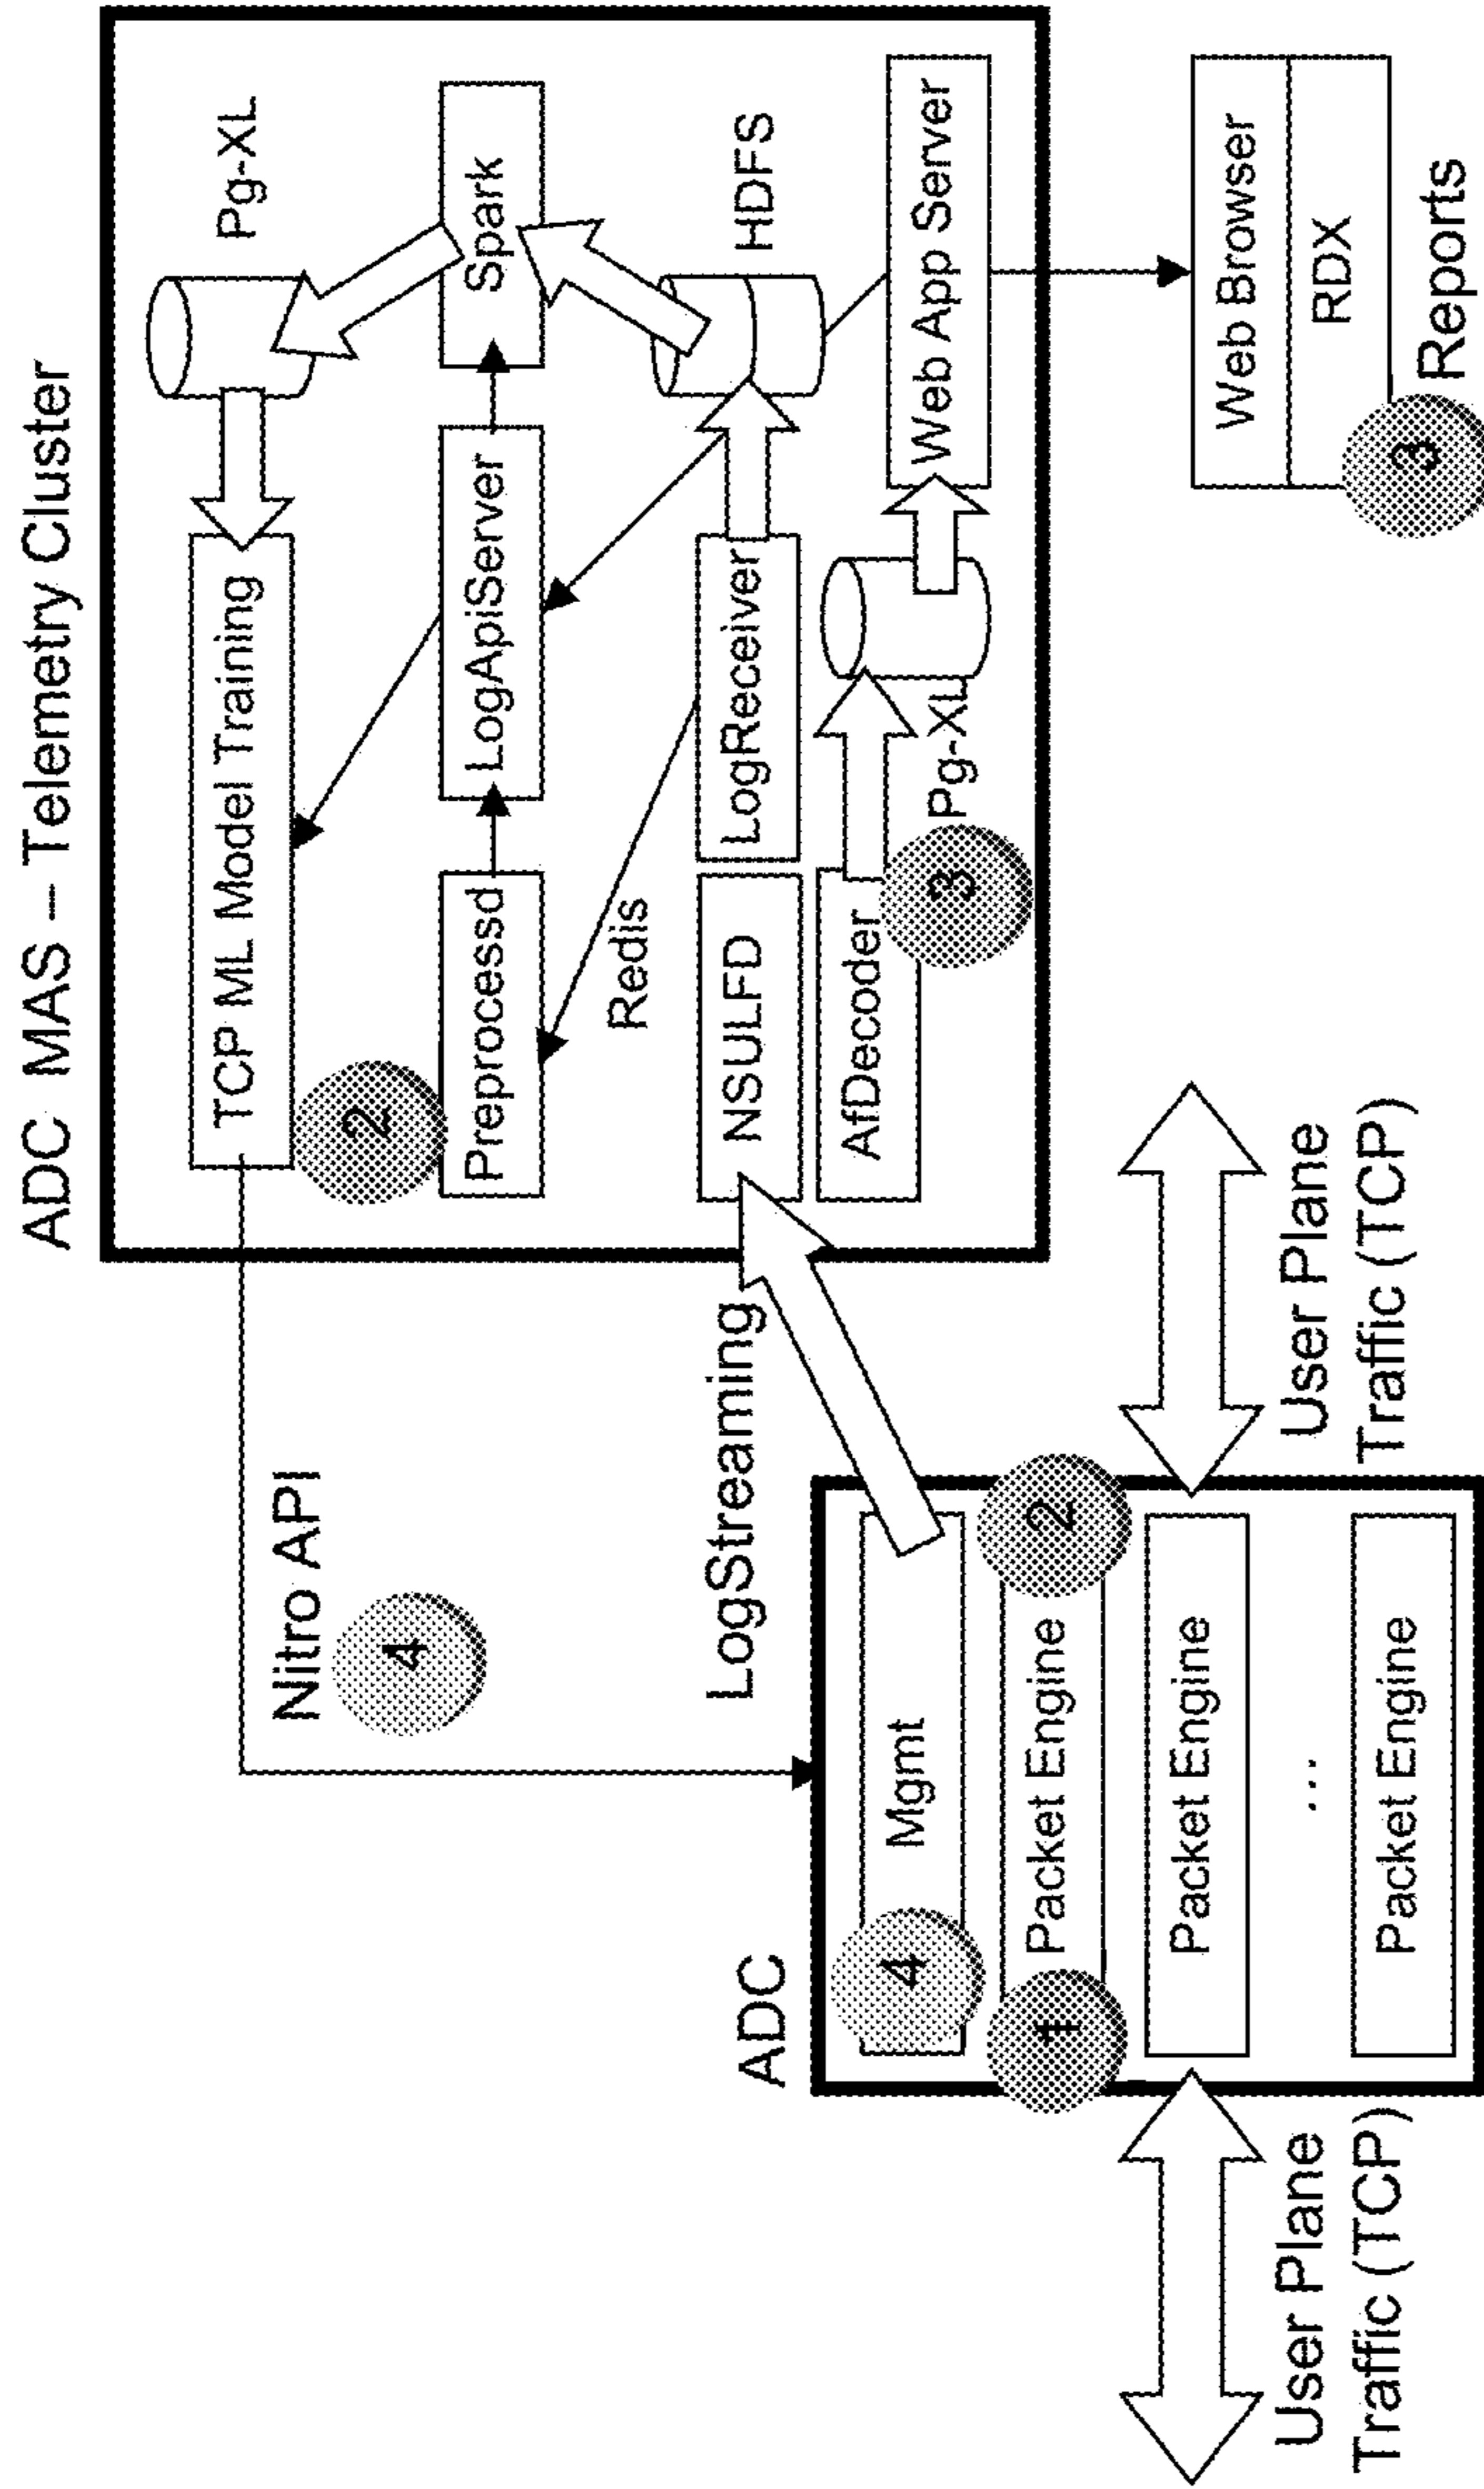 ADC MAS – Telemetry Cluster
TCP ML Model Training
Pg-XL
2
Nitro API
4
Preprocessd
LogApiServer
Spark
Redis
LogStreaming
NSULFD
LogReceiver
HDFS
AfDecoder
3
Pg-XL
Web App Server
ADC
4
Mgmt
1
Packet Engine
2
Packet Engine
...
Packet Engine
User Plane
Traffic (TCP)
User Plane
Traffic (TCP)
Web Browser
RDX
3
Reports